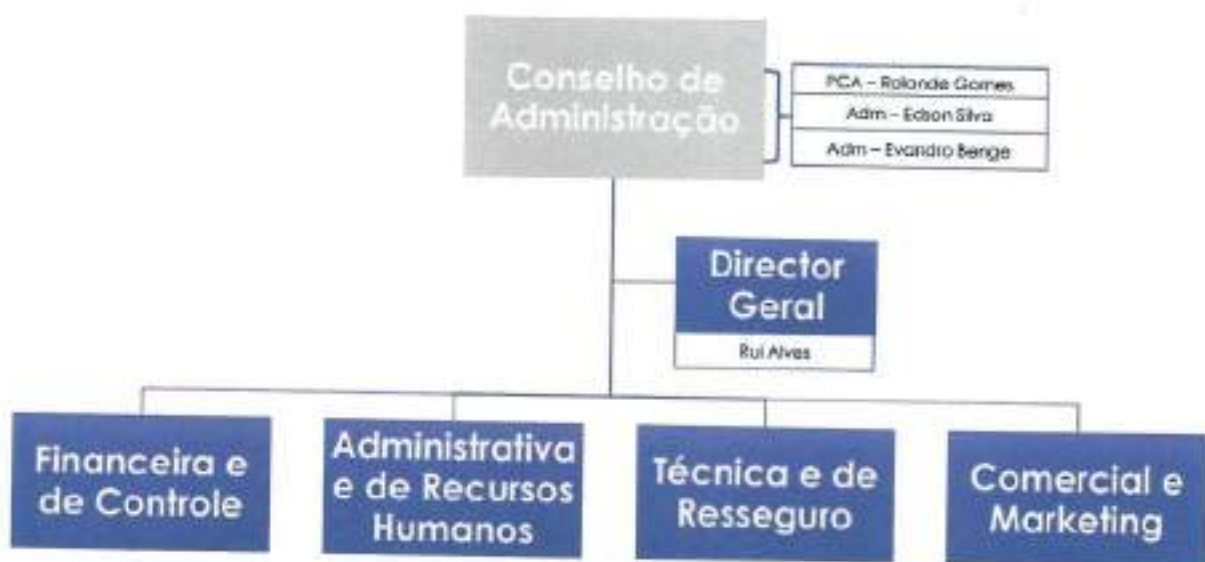 Conselho de
Administração
PCA – Rolande Gomes
Adm – Edson Silva
Adm – Evandro Benge
Director
Geral
Rui Alves
Financeira e
de Controle
Administrativa
e de Recursos
Humanos
Técnica e de
Resseguro
Comercial e
Marketing